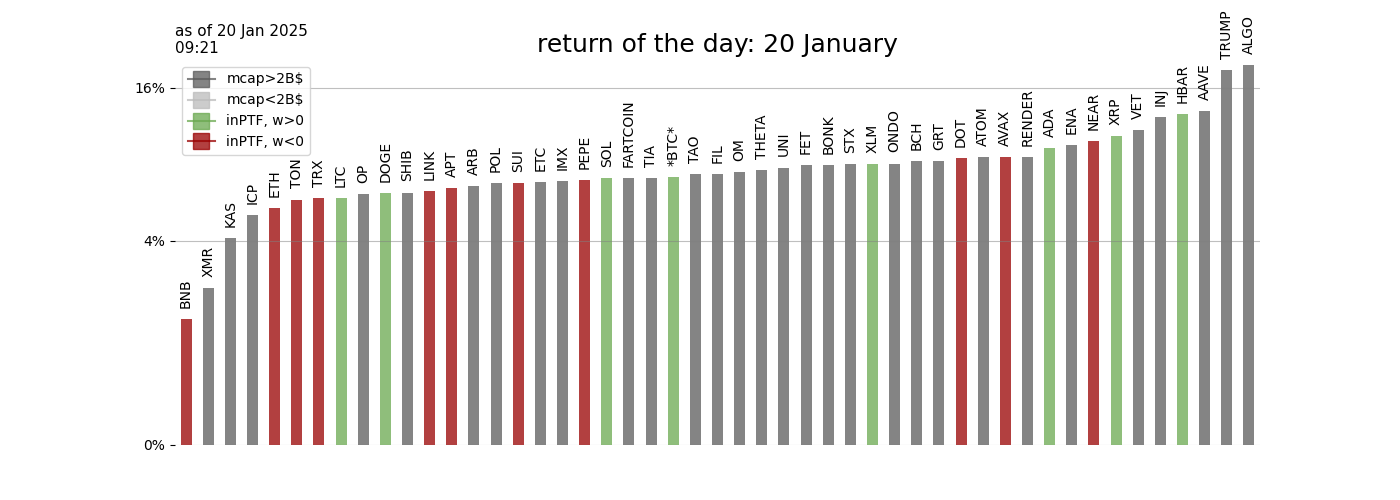 as of 20 Jan 2025
09:21
return of the day: 20 January
mcap>2B$
mcap<2B$
inPTF, w>0
inPTF, w<0
16%
4%
0%
BNB
XMR
KAS
ICP
ETH
TON
TRX
LTC
OP
DOGE
SHIB
LINK
APT
ARB
POL
SUI
ETC
IMX
PEPE
SOL
FARTCOIN
TIA
*BTC*
TAO
FIL
OM
THETA
UNI
FET
BONK
STX
XLM
ONDO
BCH
GRT
DOT
ATOM
AVAX
RENDER
ADA
ENA
NEAR
XRP
VET
INJ
HBAR
AAVE
TRUMP
ALGO